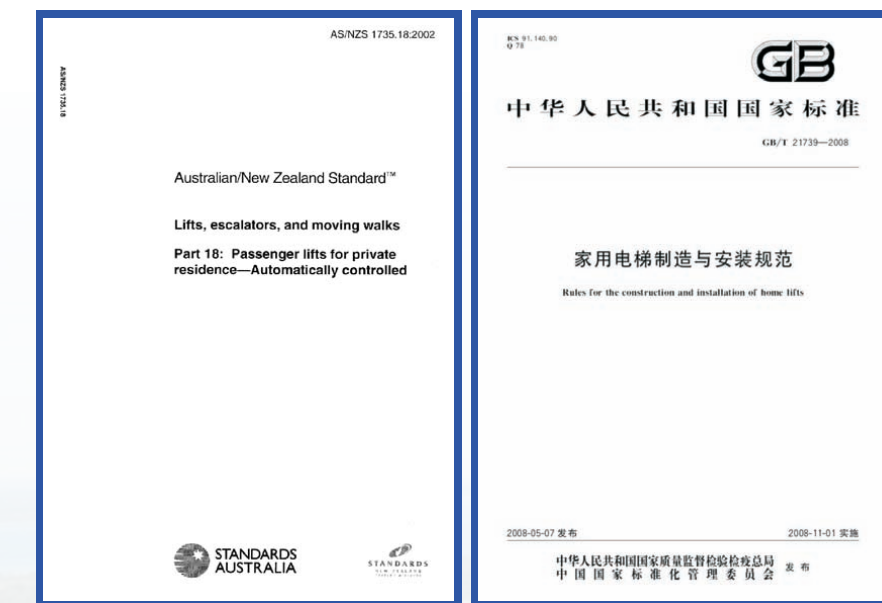 AS/NZS 1735.18:2002
AS/NZS 1735.18
Australian/New Zealand Standard™
Lifts, escalators, and moving walks
Part 18: Passenger lifts for private
residence—Automatically controlled
STANDARDS
AUSTRALIA
STANDARDS
NEW ZEALAND
ICS 91.140.90
Q 78
GB
中华人民共和国国家标准
GB/T 21739—2008
家用电梯制造与安装规范
Rules for the construction and installation of home lifts
2008-05-07 发布
2008-11-01 实施
中华人民共和国国家质量监督检验检疫总局
中国国家标准化管理委员会
发布